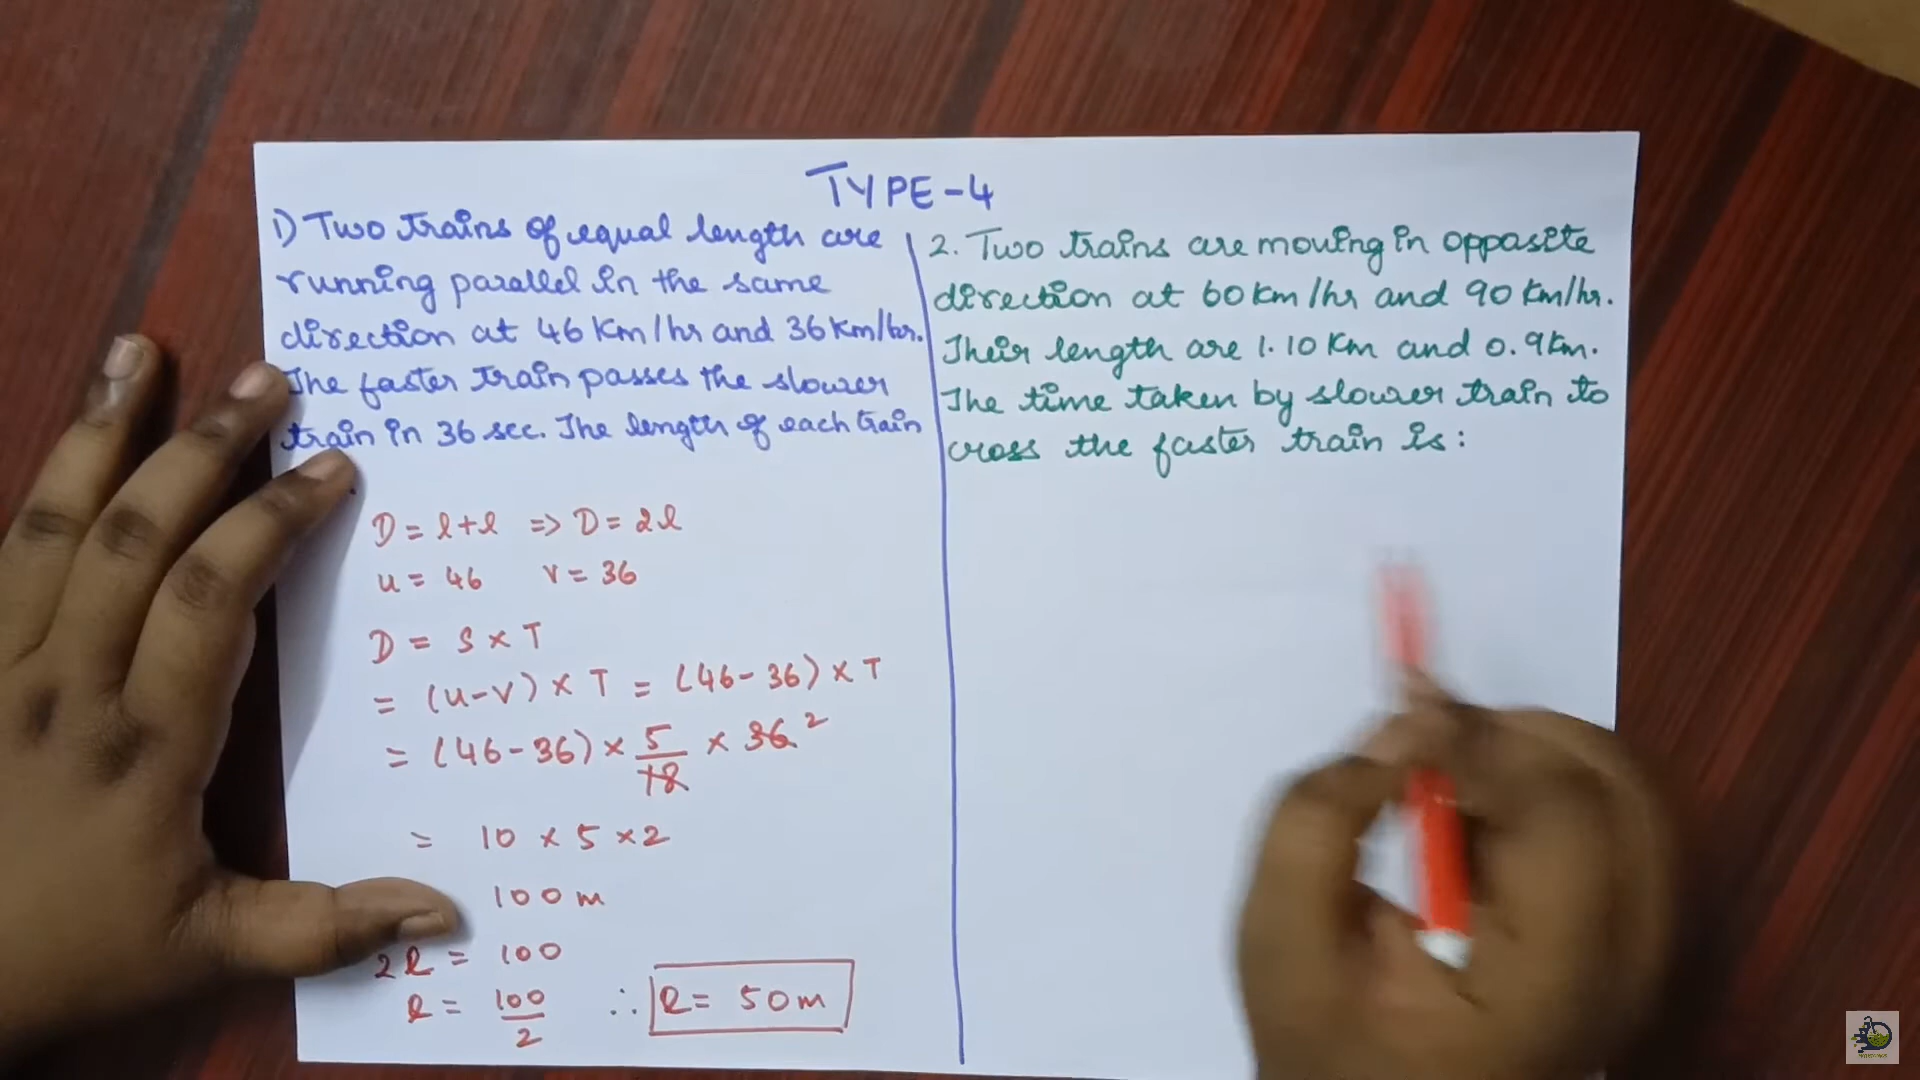 TYPE-4
1) Two trains of equal length are
running parallel in the same
direction at 46 Km/hr and 36 Km/hr.
The faster train passes the slower
train in 36 sec. The length of each train
D = l+l => D = 2l
u = 46 v = 36
D = S × T
= (u-v) × T = (46-36) × T
= (46-36) × 5/18 × 36 2
= 10 × 5 × 2
100 m
2l = 100
l = 100/2 ∴ l = 50m
2. Two trains are moving in opposite
direction at 60 km/hr and 90 km/hr.
Their length are 1.10 Km and 0.9 km.
The time taken by slower train to
cross the faster train is: